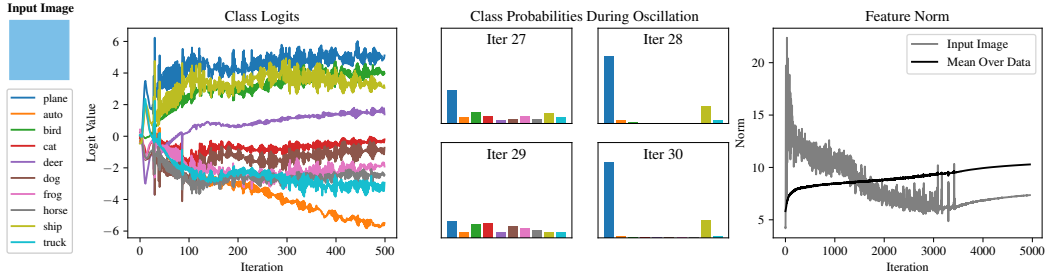 Input Image
plane
auto
bird
cat
deer
dog
frog
horse
ship
truck
Class Logits
Logit Value
6
4
2
0
−2
−4
−6
0
100
200
300
400
500
Iteration
Class Probabilities During Oscillation
Iter 27
Iter 28
Iter 29
Iter 30
Feature Norm
Input Image
Mean Over Data
Norm
20
15
10
5
0
1000
2000
3000
4000
5000
Iteration